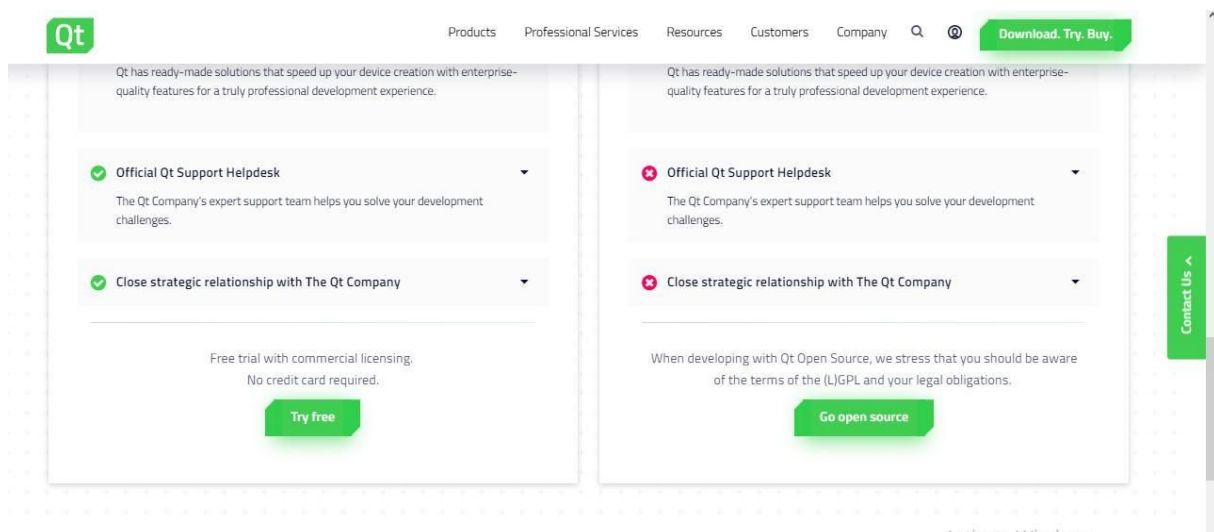 Qt
Products Professional Services Resources Customers Company Download. Try. Buy.
Qt has ready-made solutions that speed up your device creation with enterprise-
quality features for a truly professional development experience.
Official Qt Support Helpdesk
The Qt Company's expert support team helps you solve your development
challenges.
Close strategic relationship with The Qt Company
Free trial with commercial licensing.
No credit card required.
Try free
Qt has ready-made solutions that speed up your device creation with enterprise-
quality features for a truly professional development experience.
Official Qt Support Helpdesk
The Qt Company's expert support team helps you solve your development
challenges.
Close strategic relationship with The Qt Company
When developing with Qt Open Source, we stress that you should be aware
of the terms of the (L)GPL and your legal obligations.
Go open source
Contact Us